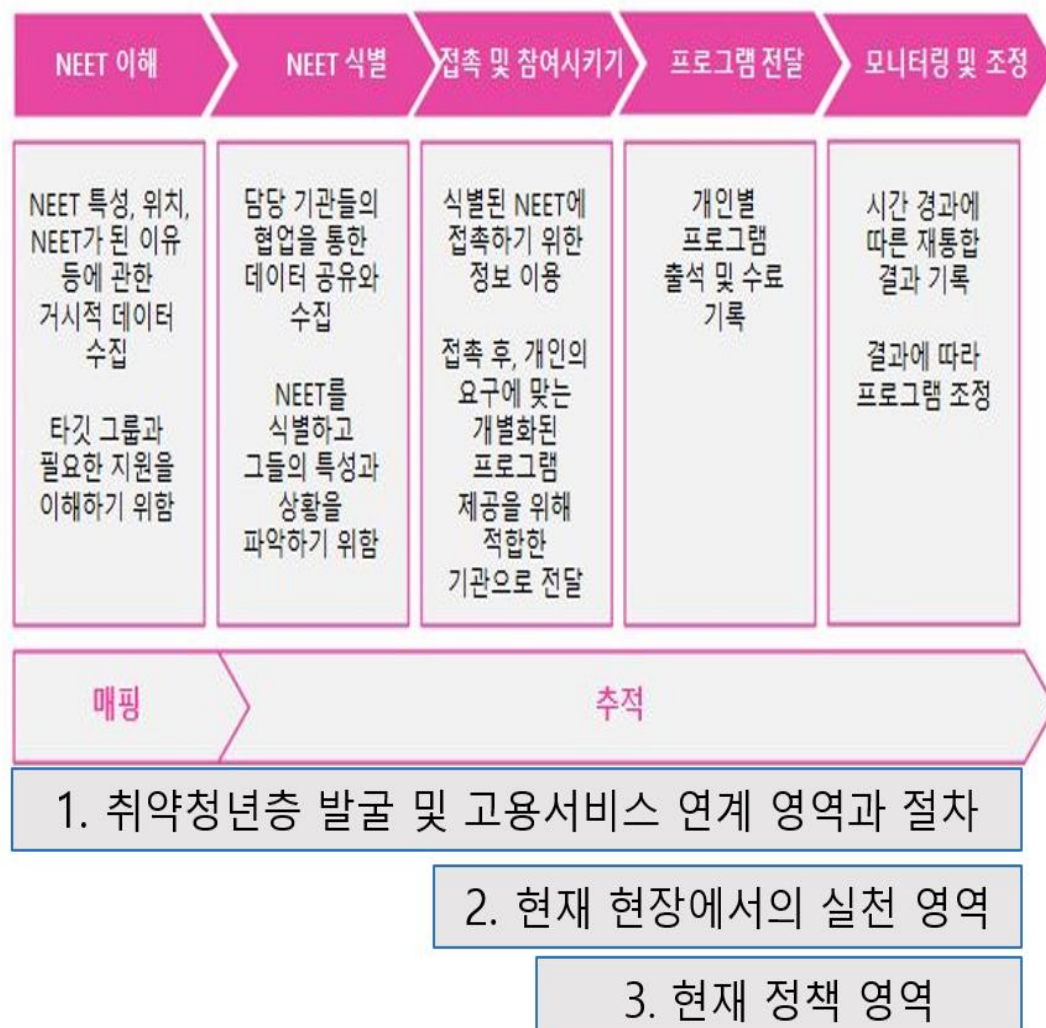 NEET 이해
NEET 식별
접촉 및 참여시키기
프로그램 전달
모니터링 및 조정
NEET 특성, 위치,
NEET가 된 이유
등에 관한
거시적 데이터
수집
타깃 그룹과
필요한 지원을
이해하기 위함
담당 기관들의
협업을 통한
데이터 공유와
수집
NEET를
식별하고
그들의 특성과
상황을
파악하기 위함
식별된 NEET에
접촉하기 위한
정보 이용
접촉 후, 개인의
요구에 맞는
개별화된
프로그램
제공을 위해
적합한
기관으로 전달
개인별
프로그램
출석 및 수료
기록
시간 경과에
따른 재통합
결과 기록
결과에 따라
프로그램 조정
매핑
추적
1. 취약청년층 발굴 및 고용서비스 연계 영역과 절차
2. 현재 현장에서의 실천 영역
3. 현재 정책 영역